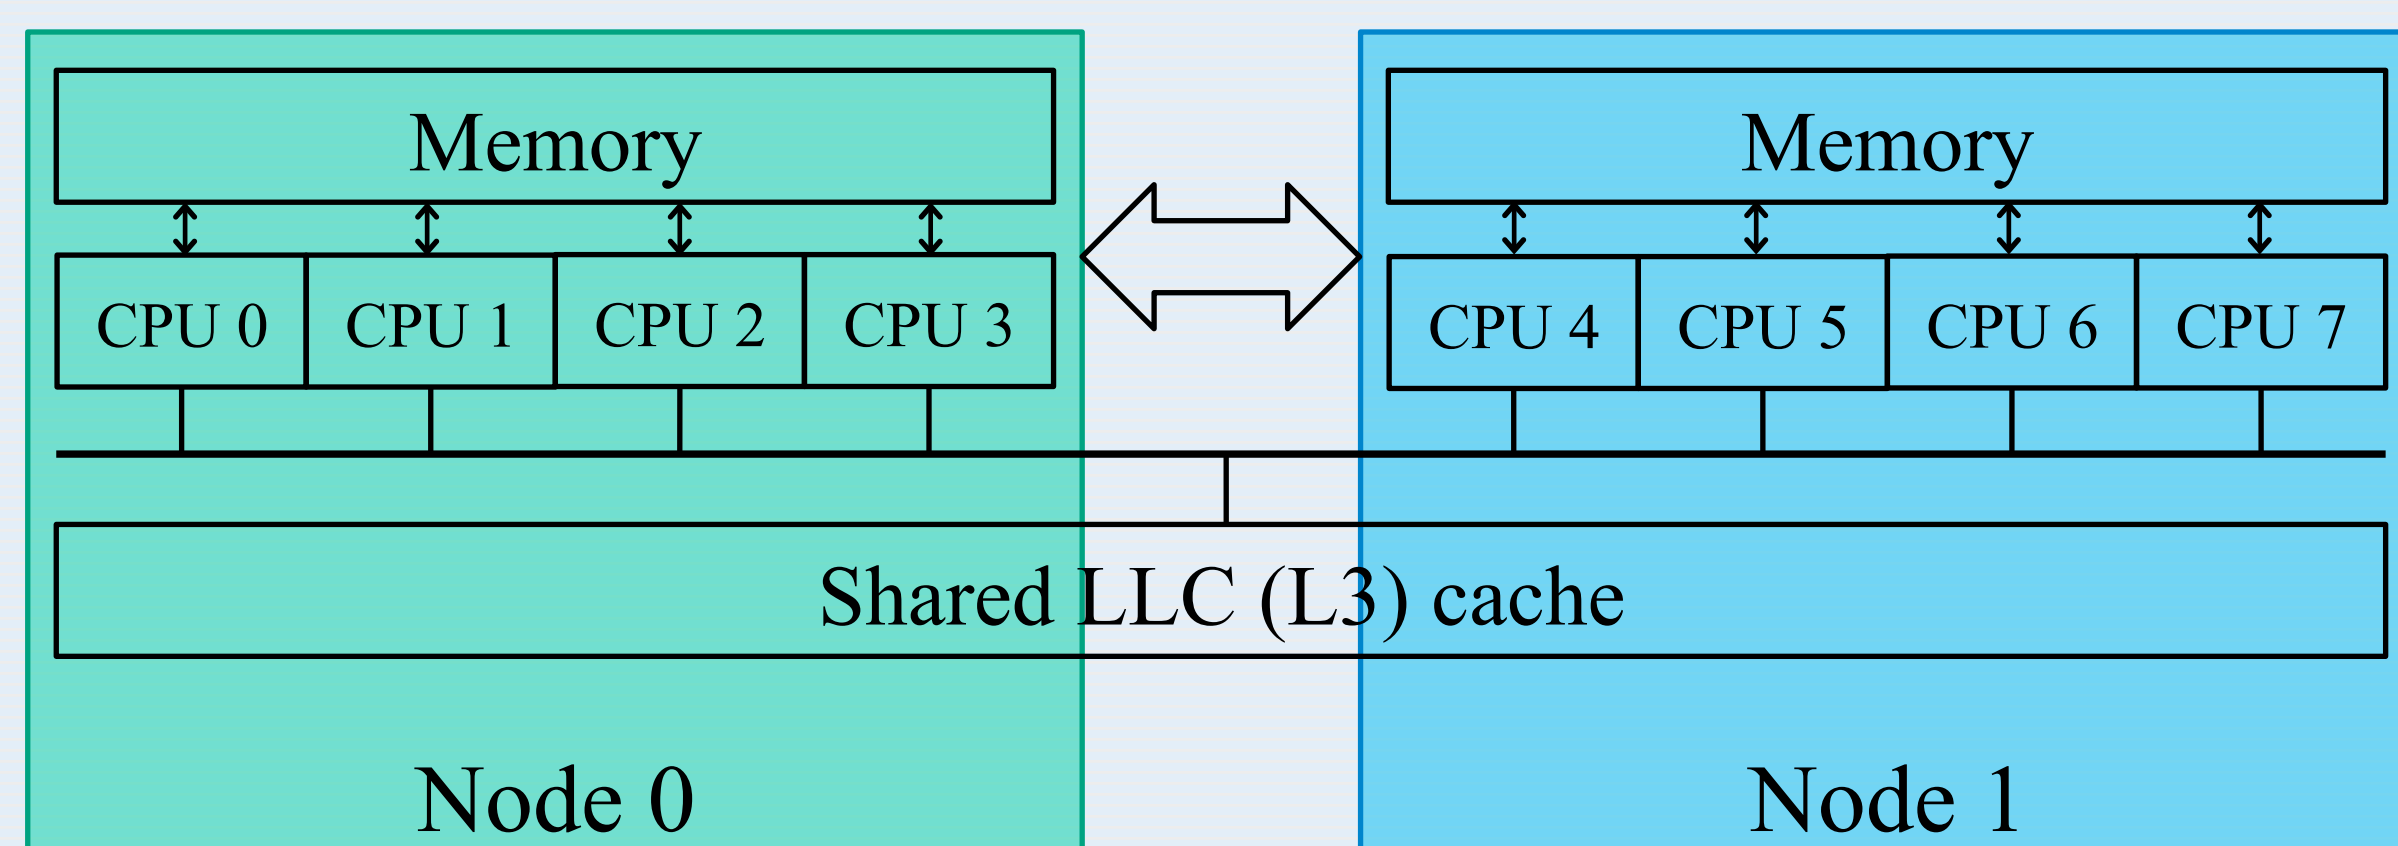 Memory
Memory
CPU 0
CPU 1
CPU 2
CPU 3
CPU 4
CPU 5
CPU 6
CPU 7
Shared LLC (L3) cache
Node 0
Node 1